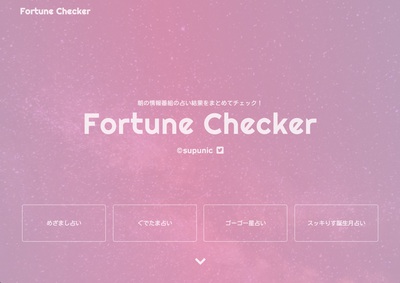 Fortune Checker
朝の情報番組の占い結果をまとめてチェック！
Fortune Checker
@supunic
めざまし占い
ぐでたま占い
ゴーゴー星占い
スッキりす誕生月占い